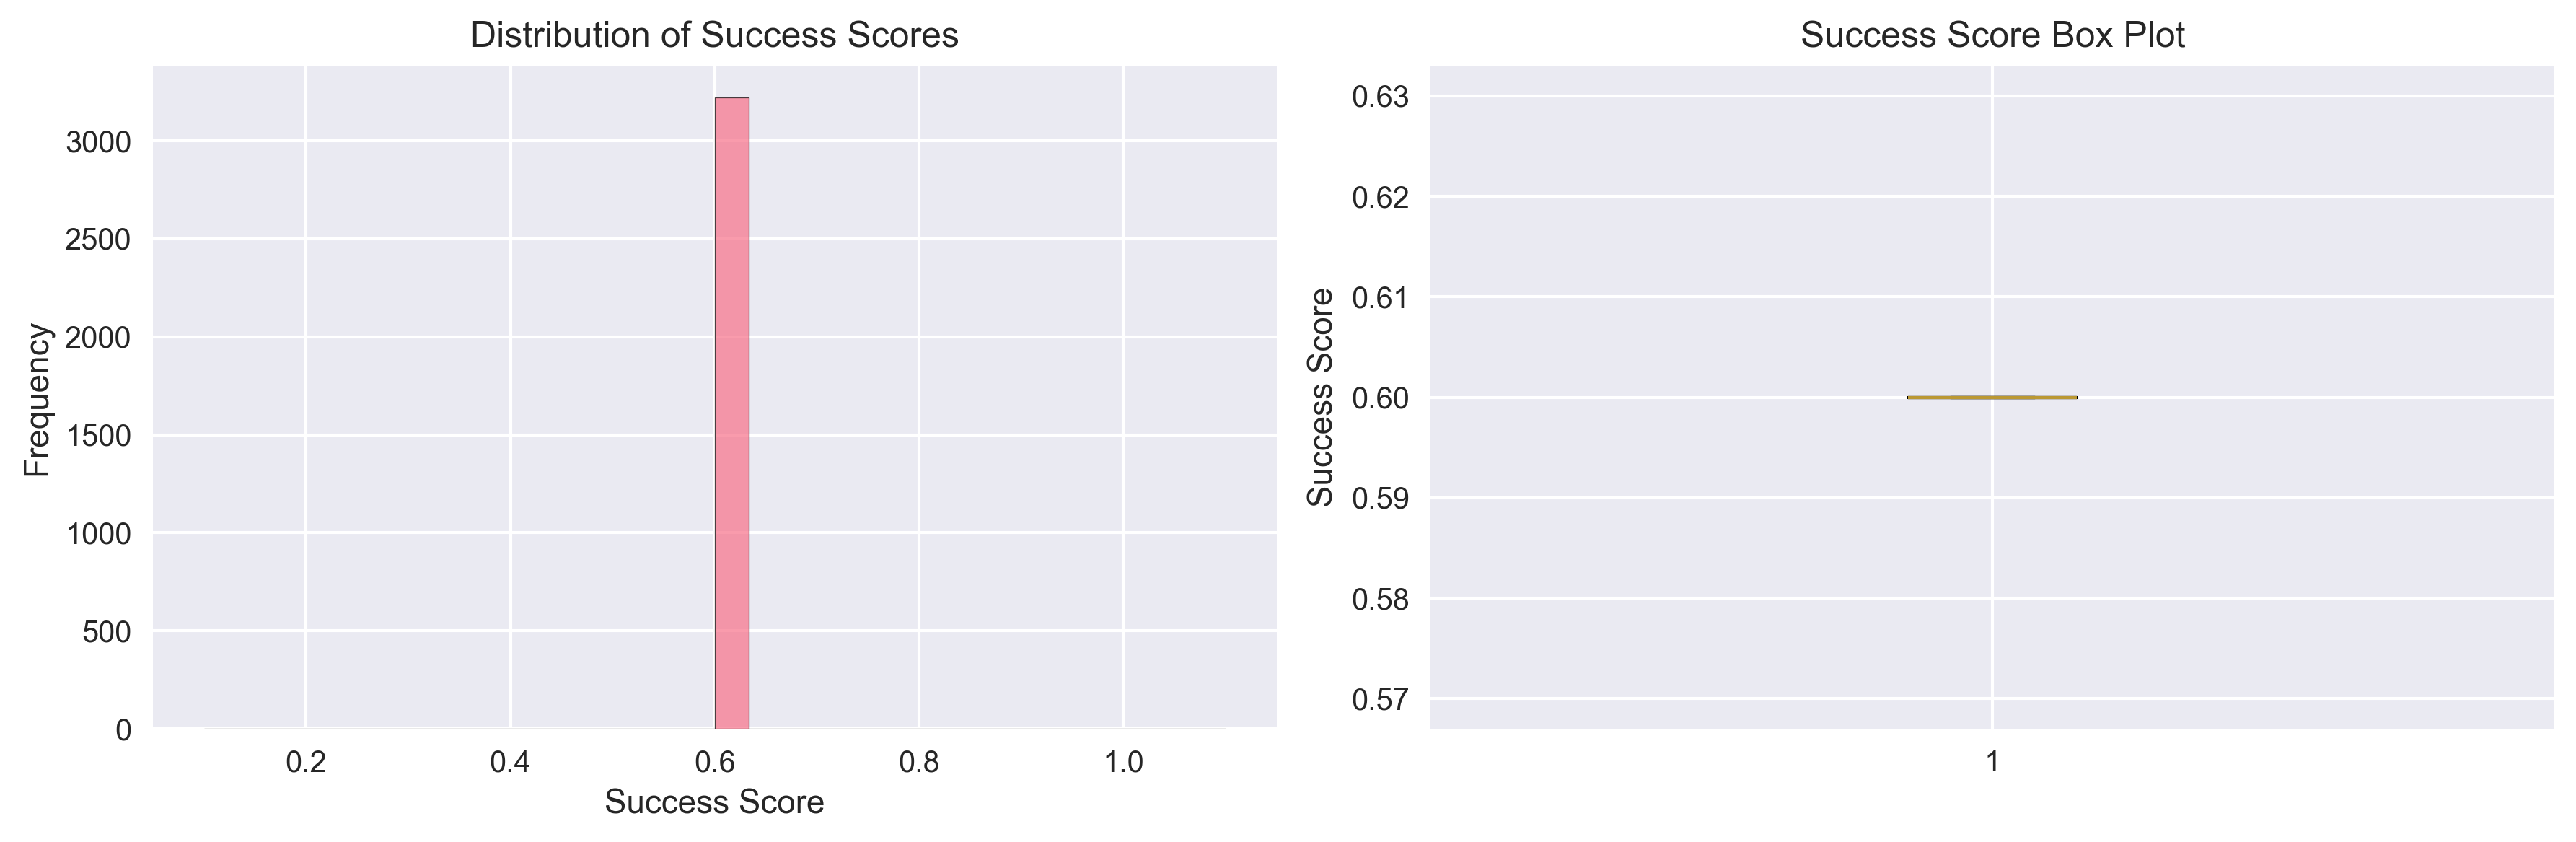 Distribution of Success Scores
Frequency
3000
2500
2000
1500
1000
500
0
0.2 0.4 0.6 0.8 1.0
Success Score
Success Score Box Plot
Success Score
0.63
0.62
0.61
0.60
0.59
0.58
0.57
1